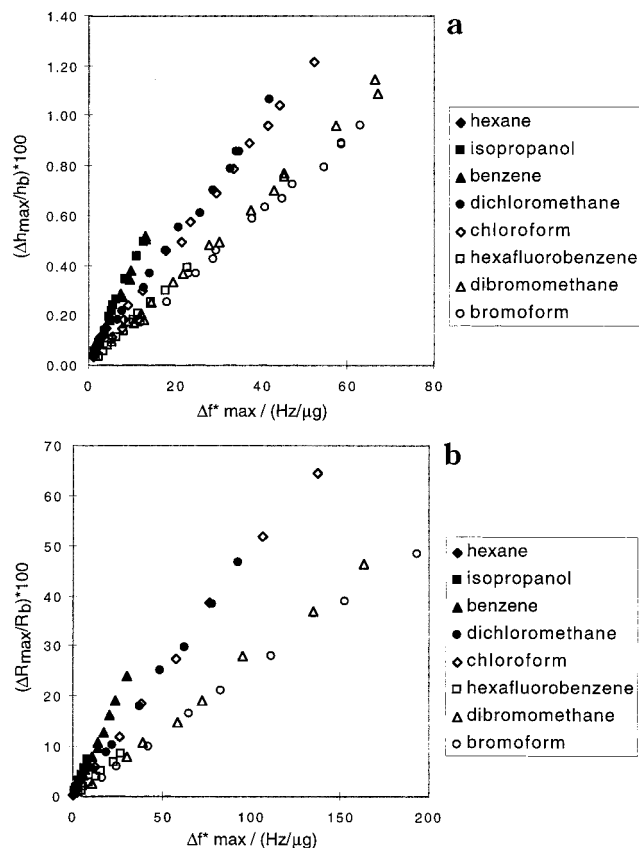 a
1.20
1.00
0.80
0.60
0.40
0.20
0.00
0 20 40 60 80
(Δhmax/hb)*100
Δf* max / (Hz/µg)
hexane
isopropanol
benzene
dichloromethane
chloroform
hexafluorobenzene
dibromomethane
bromoform
b
70
60
50
40
30
20
10
0
0 50 100 150 200
(ΔRmax/Rb)*100
Δf* max / (Hz/µg)
hexane
isopropanol
benzene
dichloromethane
chloroform
hexafluorobenzene
dibromomethane
bromoform